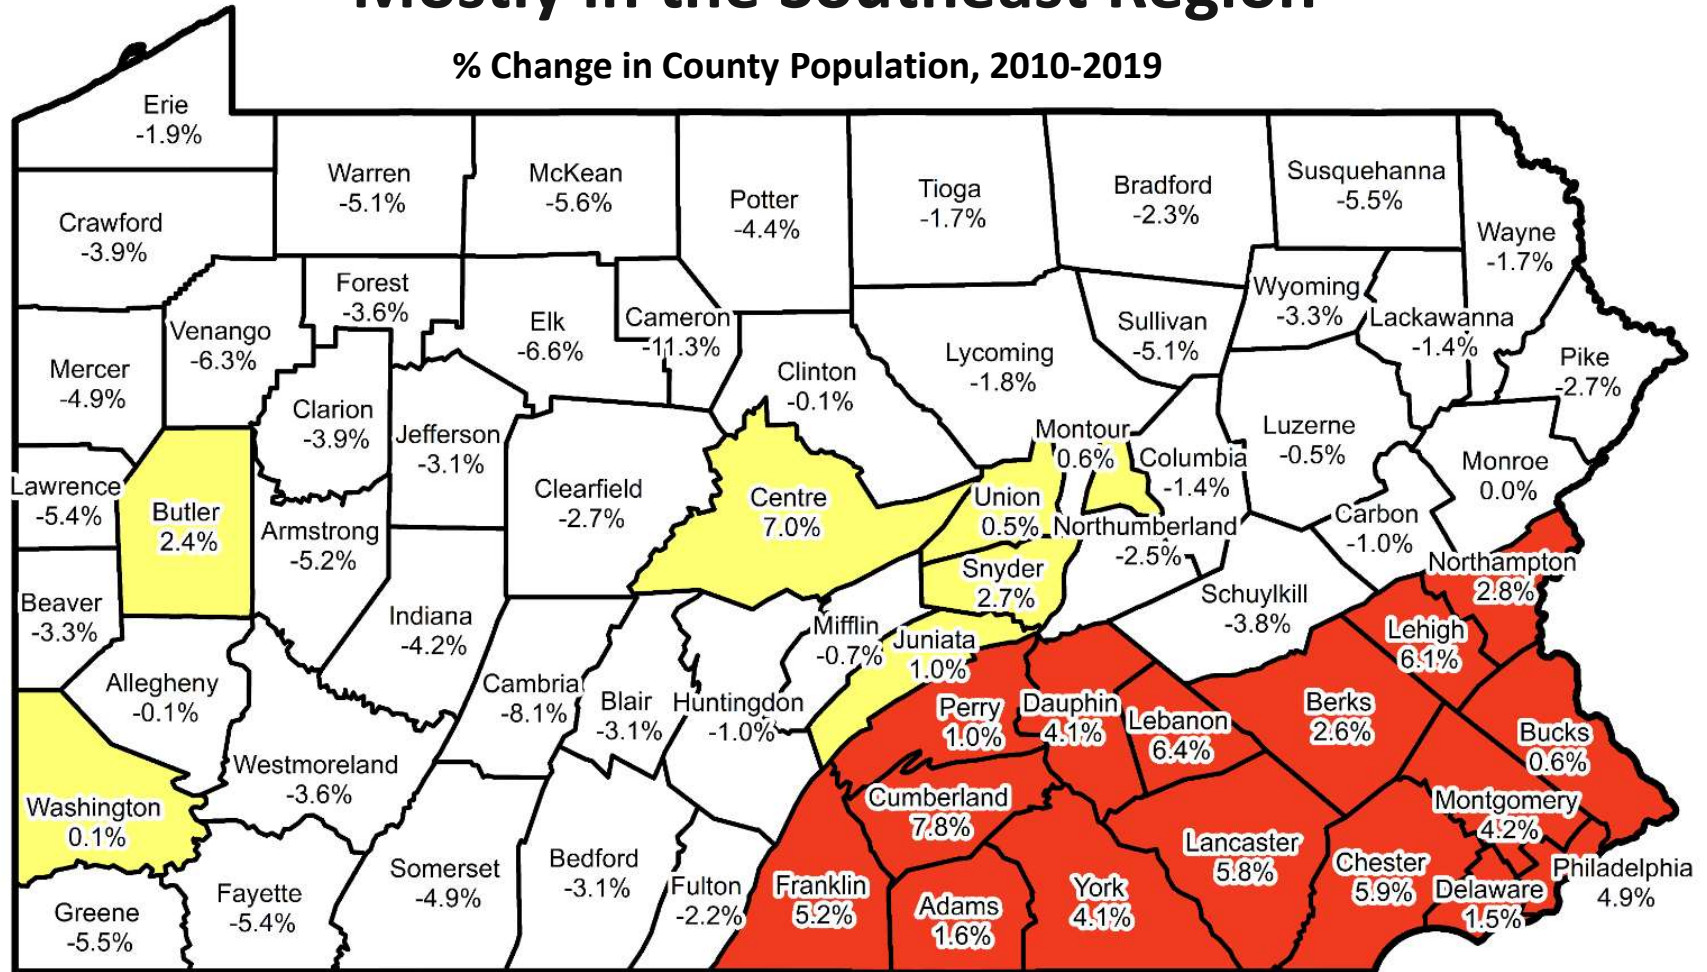 Mostly in the Southeast Region
% Change in County Population, 2010-2019
Erie
-1.9%
Warren
-5.1%
McKean
-5.6%
Potter
-4.4%
Tioga
-1.7%
Bradford
-2.3%
Susquehanna
-5.5%
Wayne
-1.7%
Crawford
-3.9%
Forest
-3.6%
Venango
-6.3%
Elk
-6.6%
Cameron
-11.3%
Wyoming
-3.3%
Lackawanna
-1.4%
Sullivan
-5.1%
Lycoming
-1.8%
Pike
-2.7%
Mercer
-4.9%
Clinton
-0.1%
Clarion
-3.9%
Jefferson
-3.1%
Montour
0.6%
Columbia
-1.4%
Luzerne
-0.5%
Monroe
0.0%
Lawrence
-5.4%
Butler
2.4%
Armstrong
-5.2%
Clearfield
-2.7%
Centre
7.0%
Union
0.5%
Northumberland
-2.5%
Carbon
-1.0%
Northampton
2.8%
Snyder
2.7%
Beaver
-3.3%
Indiana
-4.2%
Schuylkill
-3.8%
Mifflin
-0.7%
Juniata
1.0%
Lehigh
6.1%
Allegheny
-0.1%
Cambria
-8.1%
Blair
-3.1%
Huntingdon
-1.0%
Perry
1.0%
Dauphin
4.1%
Lebanon
6.4%
Berks
2.6%
Bucks
0.6%
Westmoreland
-3.6%
Washington
0.1%
Cumberland
7.8%
Montgomery
4.2%
Lancaster
5.8%
Somerset
-4.9%
Bedford
-3.1%
Fulton
-2.2%
Franklin
5.2%
Adams
1.6%
York
4.1%
Chester
5.9%
Delaware
1.5%
Philadelphia
4.9%
Greene
-5.5%
Fayette
-5.4%